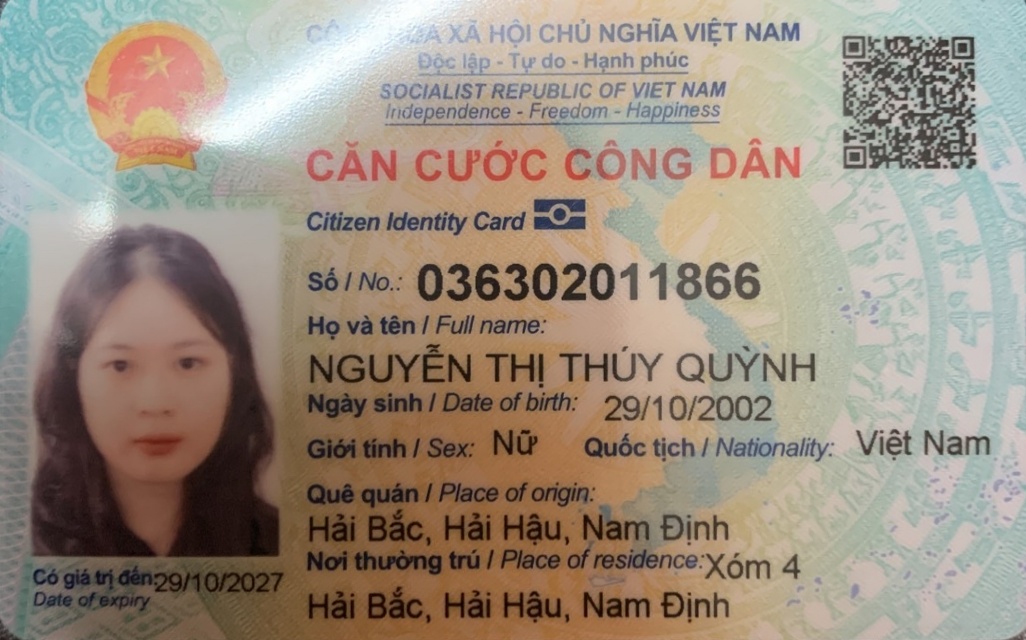 CỘNG HÒA XÃ HỘI CHỦ NGHĨA VIỆT NAM
Độc lập - Tự do - Hạnh phúc
SOCIALIST REPUBLIC OF VIET NAM
Independence - Freedom - Happiness
CĂN CƯỚC CÔNG DÂN
Citizen Identity Card
Số / No.: 036302011866
Họ và tên / Full name:
NGUYỄN THỊ THÚY QUỲNH
Ngày sinh / Date of birth: 29/10/2002
Giới tính / Sex: Nữ Quốc tịch / Nationality: Việt Nam
Quê quán / Place of origin:
Hải Bắc, Hải Hậu, Nam Định
Nơi thường trú / Place of residence: Xóm 4
Hải Bắc, Hải Hậu, Nam Định
Có giá trị đến: 29/10/2027
Date of expiry